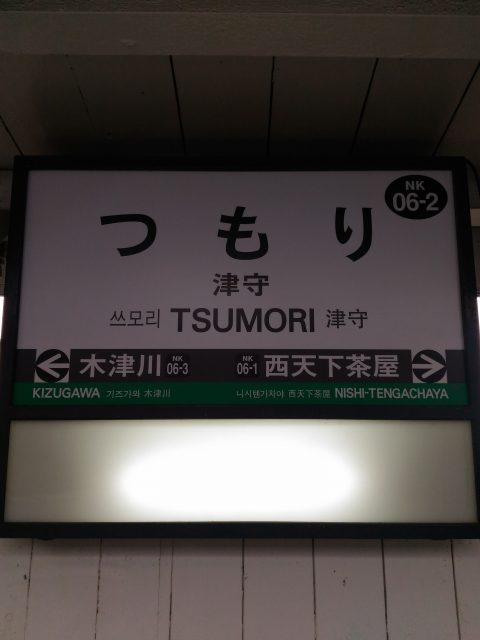 NK
06-2
つもり
津守
쓰모리 TSUMORI 津守
木津川 NK 06-3 NK 06-1 西天下茶屋
KIZUGAWA 기즈가와 木津川 니시텐가차야 西天下茶屋 NISHI-TENGACHAYA